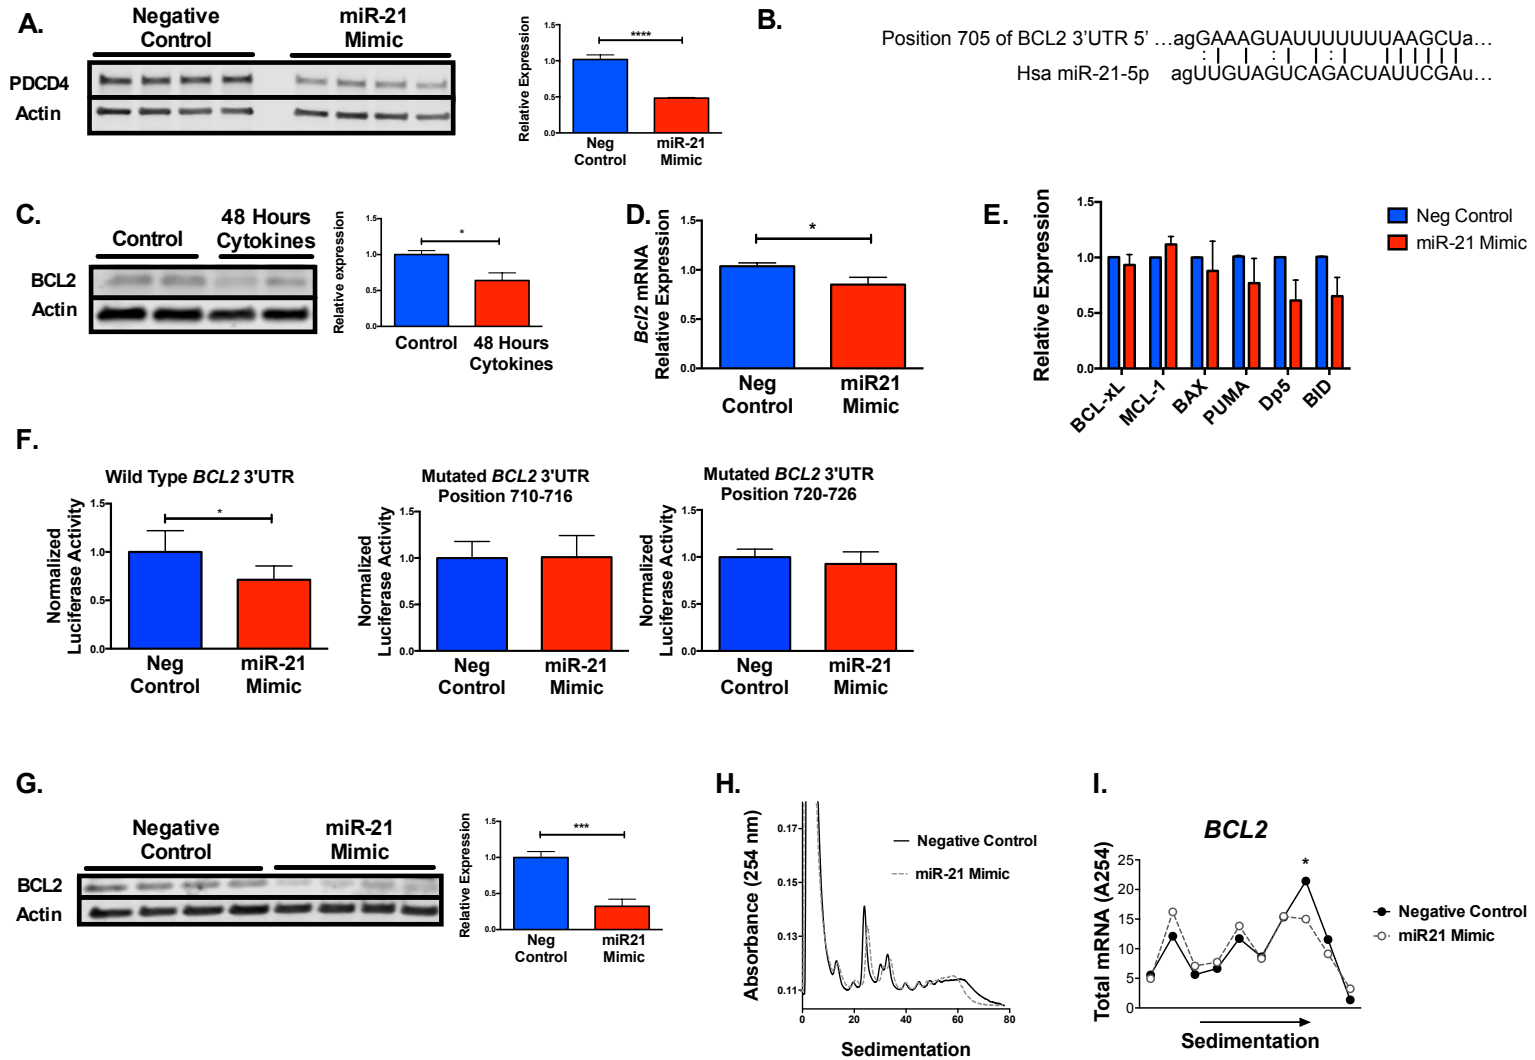 A.
Negative
Control
miR-21
Mimic
PDCD4
Actin
Relative Expression
1.5
1.0
0.5
0.0
****
Neg
Control
miR-21
Mimic
B.
Position 705 of BCL2 3'UTR 5' ...agGAAAGUAUUUUUUUAAGCUa...
Hsa miR-21-5p agUUGUAGUCAGACUAUUCGAu...
C.
Control
48 Hours
Cytokines
BCL2
Actin
Relative expression
1.5
1.0
0.5
0.0
*
Control
48 Hours
Cytokines
D.
Bcl2 mRNA
Relative Expression
1.5
1.0
0.5
0.0
*
Neg
Control
miR21
Mimic
E.
Relative Expression
1.5
1.0
0.5
0.0
BCL-xL
MCL-1
BAX
PUMA
Dp5
BID
Neg Control
miR-21 Mimic
F.
Wild Type BCL2 3'UTR
Normalized
Luciferase Activity
1.5
1.0
0.5
0.0
*
Neg
Control
miR-21
Mimic
Mutated BCL2 3'UTR
Position 710-716
Normalized
Luciferase Activity
1.5
1.0
0.5
0.0
Neg
Control
miR-21
Mimic
Mutated BCL2 3'UTR
Position 720-726
Normalized
Luciferase Activity
1.5
1.0
0.5
0.0
Neg
Control
miR-21
Mimic
G.
Negative
Control
miR-21
Mimic
BCL2
Actin
Relative Expression
1.5
1.0
0.5
0.0
***
Neg
Control
miR21
Mimic
H.
Absorbance (254 nm)
0.17
0.15
0.13
0.11
0
20
40
60
80
Sedimentation
Negative Control
miR-21 Mimic
I.
BCL2
Total mRNA (A254)
25
20
15
10
5
0
*
Sedimentation
Negative Control
miR21 Mimic